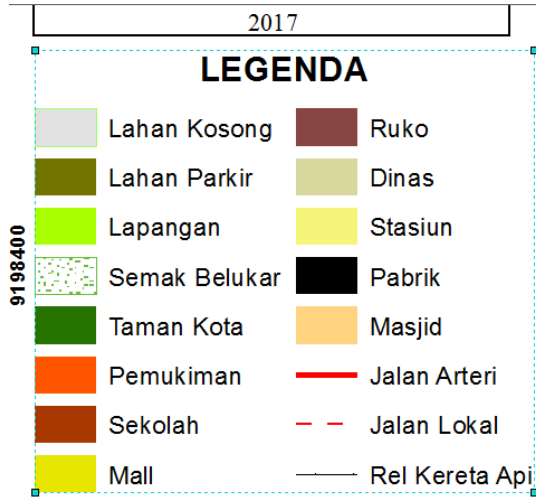 2017
LEGENDA
Lahan Kosong
Lahan Parkir
Lapangan
Semak Belukar
Taman Kota
Pemukiman
Sekolah
Mall
Ruko
Dinas
Stasiun
Pabrik
Masjid
Jalan Arteri
Jalan Lokal
Rel Kereta Api
9198400